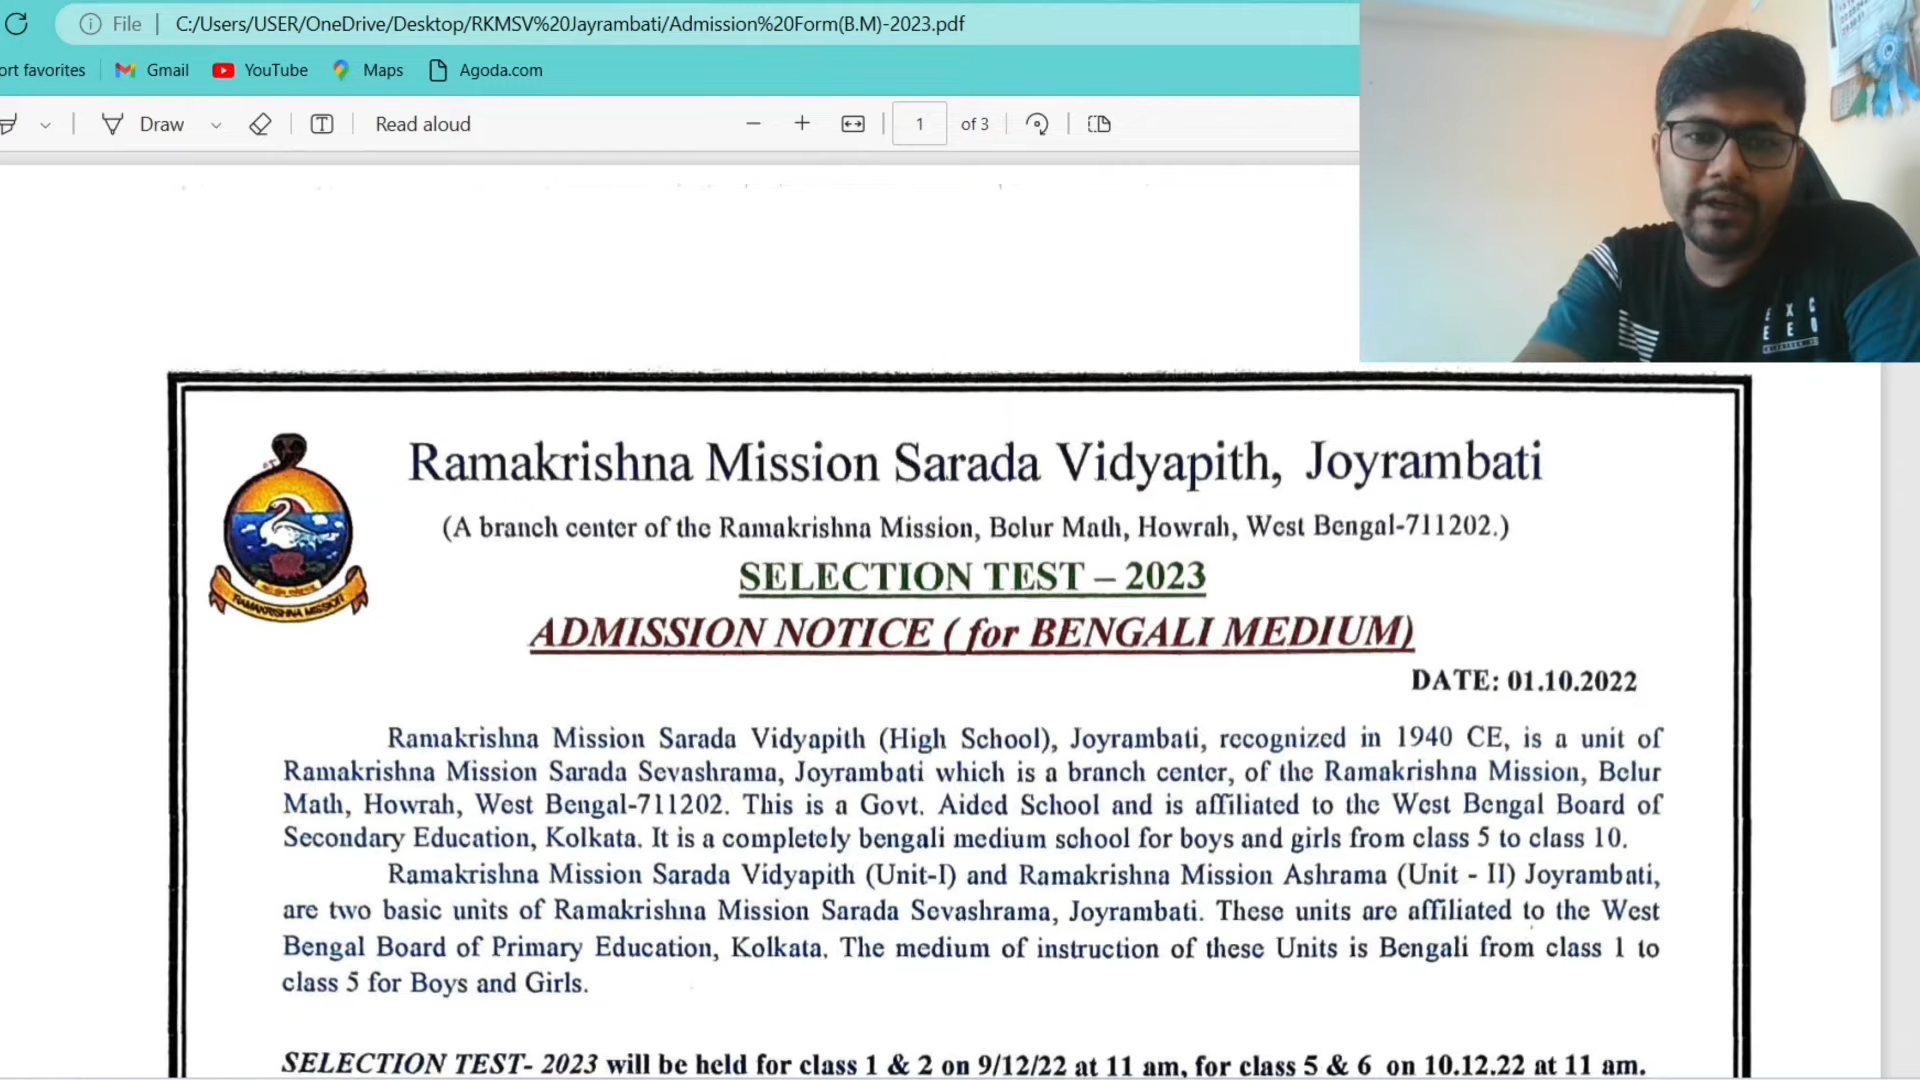 File C:/Users/USER/OneDrive/Desktop/RKMSV%20Jayrambati/Admission%20Form(B.M)-2023.pdf
ort favorites Gmail YouTube Maps Agoda.com
Draw Read aloud 1 of 3
EXC
EED
Ramakrishna Mission Sarada Vidyapith, Joyrambati
(A branch center of the Ramakrishna Mission, Belur Math, Howrah, West Bengal-711202.)
SELECTION TEST – 2023
RAMAKRISHNA MISSION
ADMISSION NOTICE ( for BENGALI MEDIUM)
DATE: 01.10.2022
Ramakrishna Mission Sarada Vidyapith (High School), Joyrambati, recognized in 1940 CE, is a unit of
Ramakrishna Mission Sarada Sevashrama, Joyrambati which is a branch center, of the Ramakrishna Mission, Belur
Math, Howrah, West Bengal-711202. This is a Govt. Aided School and is affiliated to the West Bengal Board of
Secondary Education, Kolkata. It is a completely bengali medium school for boys and girls from class 5 to class 10.
Ramakrishna Mission Sarada Vidyapith (Unit-I) and Ramakrishna Mission Ashrama (Unit - II) Joyrambati,
are two basic units of Ramakrishna Mission Sarada Sevashrama, Joyrambati. These units are affiliated to the West
Bengal Board of Primary Education, Kolkata. The medium of instruction of these Units is Bengali from class 1 to
class 5 for Boys and Girls.
SELECTION TEST- 2023 will be held for class 1 & 2 on 9/12/22 at 11 am, for class 5 & 6 on 10.12.22 at 11 am.